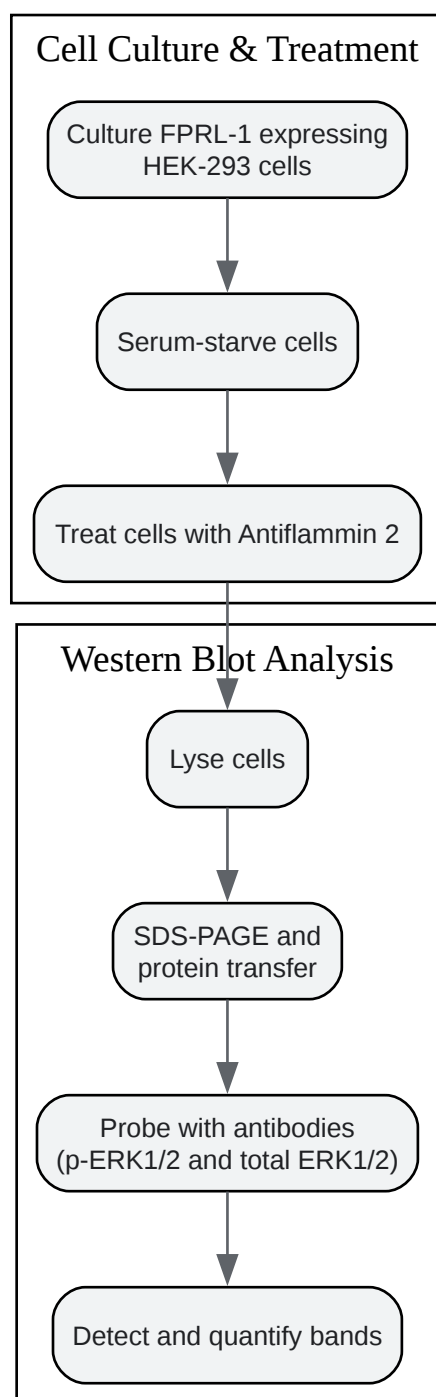 Cell Culture & Treatment
Culture FPRL-1 expressing
HEK-293 cells
Serum-starve cells
Treat cells with Antiflammin 2
Western Blot Analysis
Lyse cells
SDS-PAGE and
protein transfer
Probe with antibodies
(p-ERK1/2 and total ERK1/2)
Detect and quantify bands